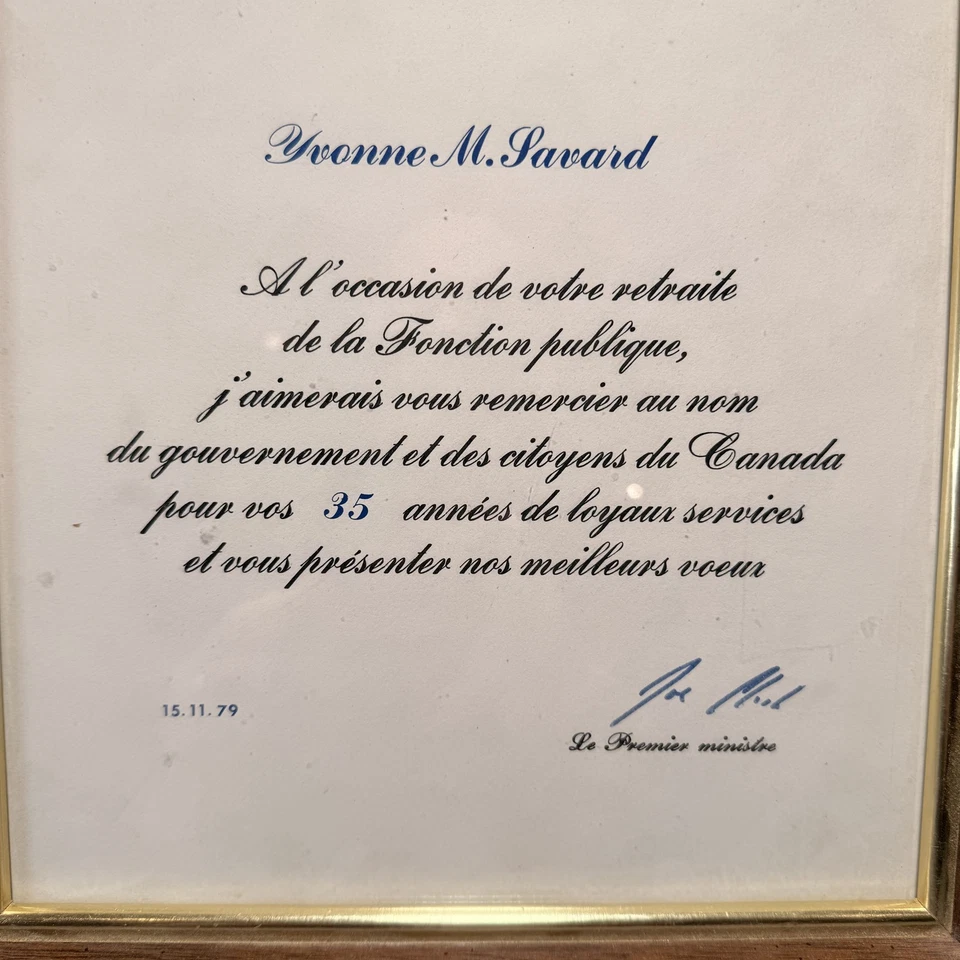 Yvonne M. Savard
A l'occasion de votre retraite
de la Fonction publique,
j'aimerais vous remercier au nom
du gouvernement et des citoyens du Canada
pour vos 35 années de loyaux services
et vous présenter nos meilleurs voeux
15.11.79
Joe Clark
Le Premier ministre